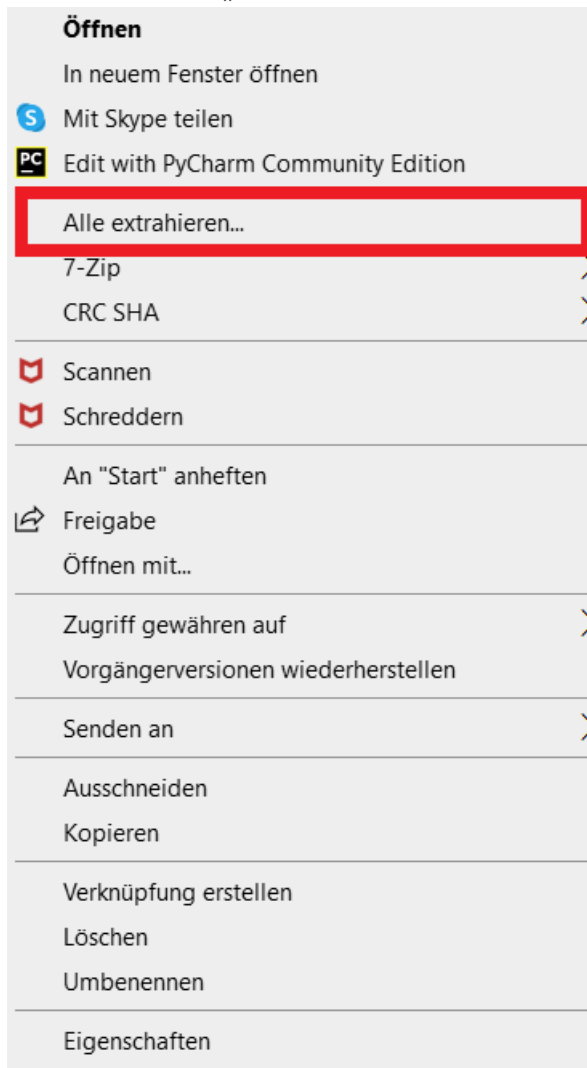 Öffnen
In neuem Fenster öffnen
Mit Skype teilen
Edit with PyCharm Community Edition
Alle extrahieren...
7-Zip
CRC SHA
Scannen
Schreddern
An "Start" anheften
Freigabe
Öffnen mit...
Zugriff gewähren auf
Vorgängerversionen wiederherstellen
Senden an
Ausschneiden
Kopieren
Verknüpfung erstellen
Löschen
Umbenennen
Eigenschaften